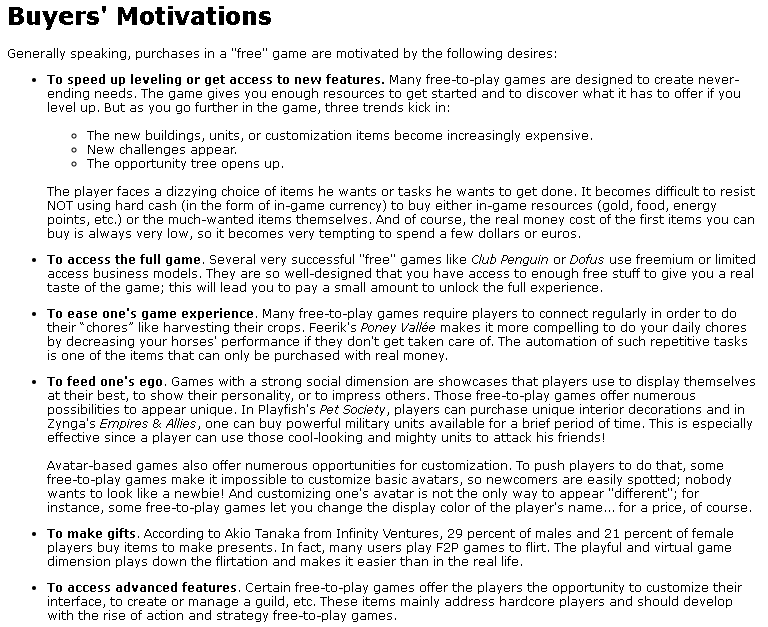 Buyers' Motivations
Generally speaking, purchases in a "free" game are motivated by the following desires:
• To speed up leveling or get access to new features. Many free-to-play games are designed to create never-
ending needs. The game gives you enough resources to get started and to discover what it has to offer if you
level up. But as you go further in the game, three trends kick in:
◦ The new buildings, units, or customization items become increasingly expensive.
◦ New challenges appear.
◦ The opportunity tree opens up.
The player faces a dizzying choice of items he wants or tasks he wants to get done. It becomes difficult to resist
NOT using hard cash (in the form of in-game currency) to buy either in-game resources (gold, food, energy
points, etc.) or the much-wanted items themselves. And of course, the real money cost of the first items you can
buy is always very low, so it becomes very tempting to spend a few dollars or euros.
• To access the full game. Several very successful "free" games like Club Penguin or Dofus use freemium or limited
access business models. They are so well-designed that you have access to enough free stuff to give you a real
taste of the game; this will lead you to pay a small amount to unlock the full experience.
• To ease one's game experience. Many free-to-play games require players to connect regularly in order to do
their “chores” like harvesting their crops. Feerik's Poney Vallée makes it more compelling to do your daily chores
by decreasing your horses' performance if they don't get taken care of. The automation of such repetitive tasks
is one of the items that can only be purchased with real money.
• To feed one's ego. Games with a strong social dimension are showcases that players use to display themselves
at their best, to show their personality, or to impress others. Those free-to-play games offer numerous
possibilities to appear unique. In Playfish's Pet Society, players can purchase unique interior decorations and in
Zynga's Empires & Allies, one can buy powerful military units available for a brief period of time. This is especially
effective since a player can use those cool-looking and mighty units to attack his friends!
Avatar-based games also offer numerous opportunities for customization. To push players to do that, some
free-to-play games make it impossible to customize basic avatars, so newcomers are easily spotted; nobody
wants to look like a newbie! And customizing one's avatar is not the only way to appear "different"; for
instance, some free-to-play games let you change the display color of the player's name... for a price, of course.
• To make gifts. According to Akio Tanaka from Infinity Ventures, 29 percent of males and 21 percent of female
players buy items to make presents. In fact, many users play F2P games to flirt. The playful and virtual game
dimension plays down the flirtation and makes it easier than in the real life.
• To access advanced features. Certain free-to-play games offer the players the opportunity to customize their
interface, to create or manage a guild, etc. These items mainly address hardcore players and should develop
with the rise of action and strategy free-to-play games.